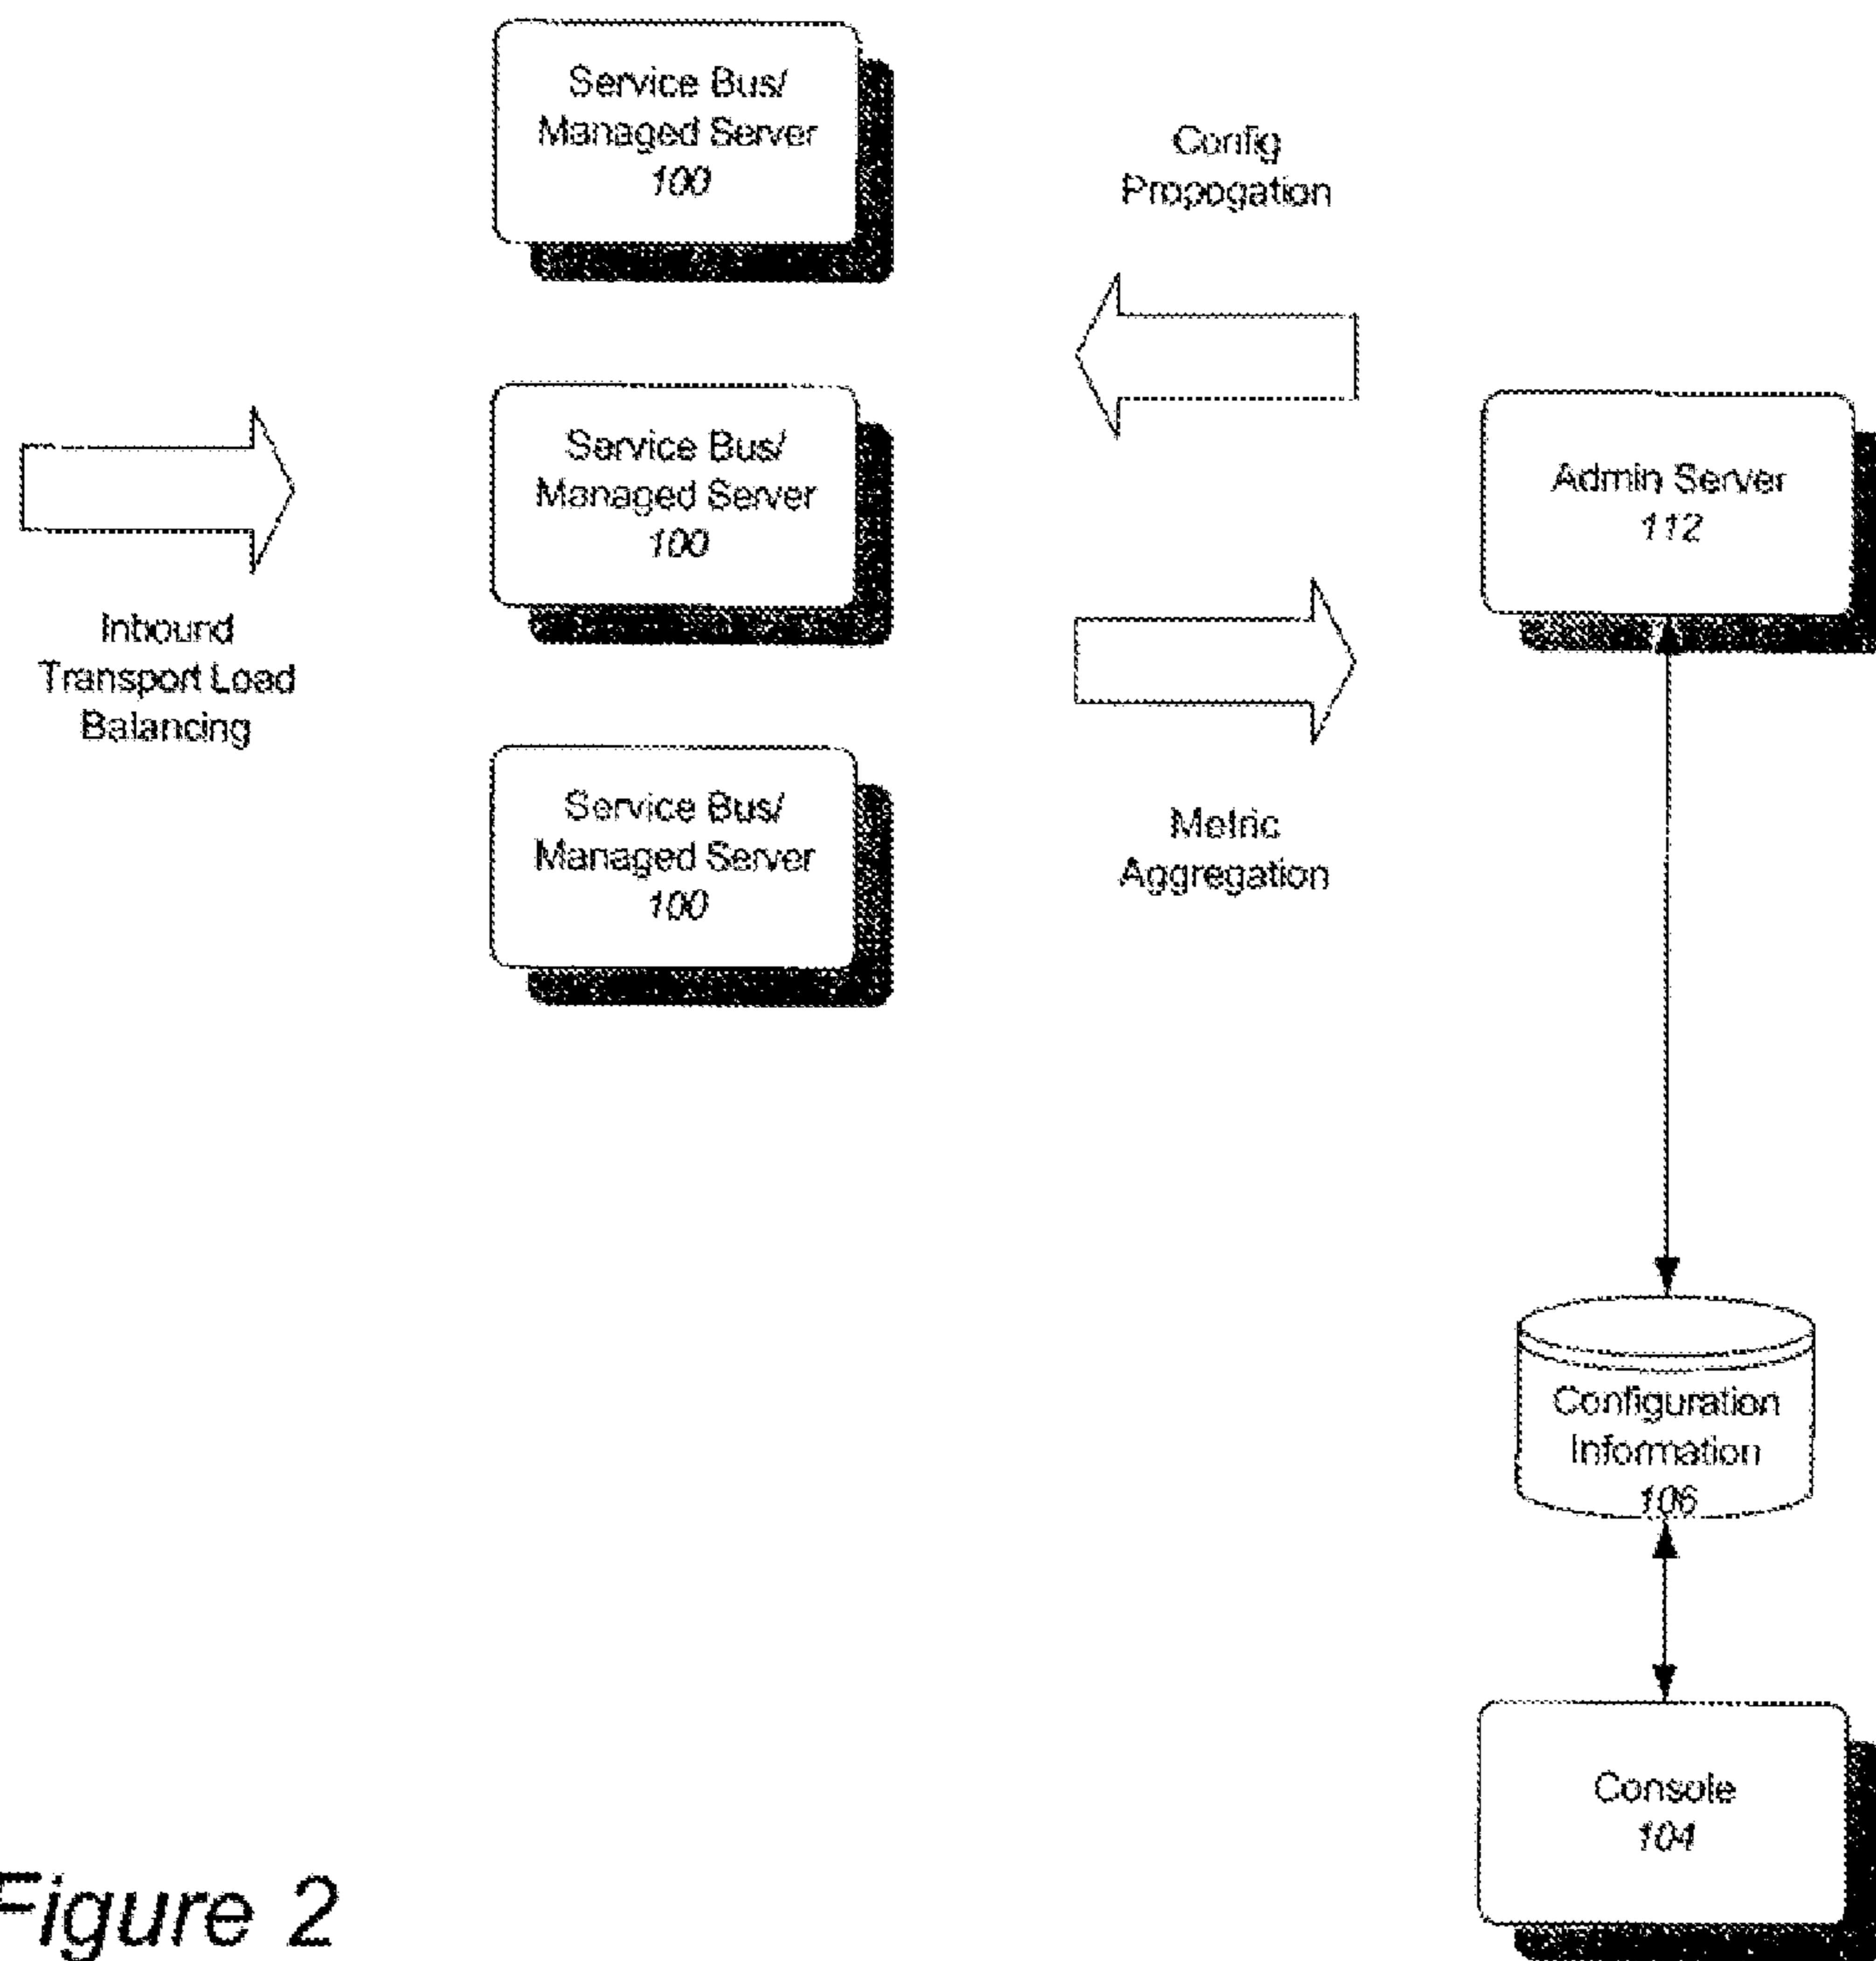 Service Bus/
Managed Server
100
Config
Propogation
Service Bus/
Managed Server
100
Admin Server
112
Inbound
Transport Load
Balancing
Service Bus/
Managed Server
100
Metric
Aggregation
Configuration
Information
106
Console
104
Figure 2